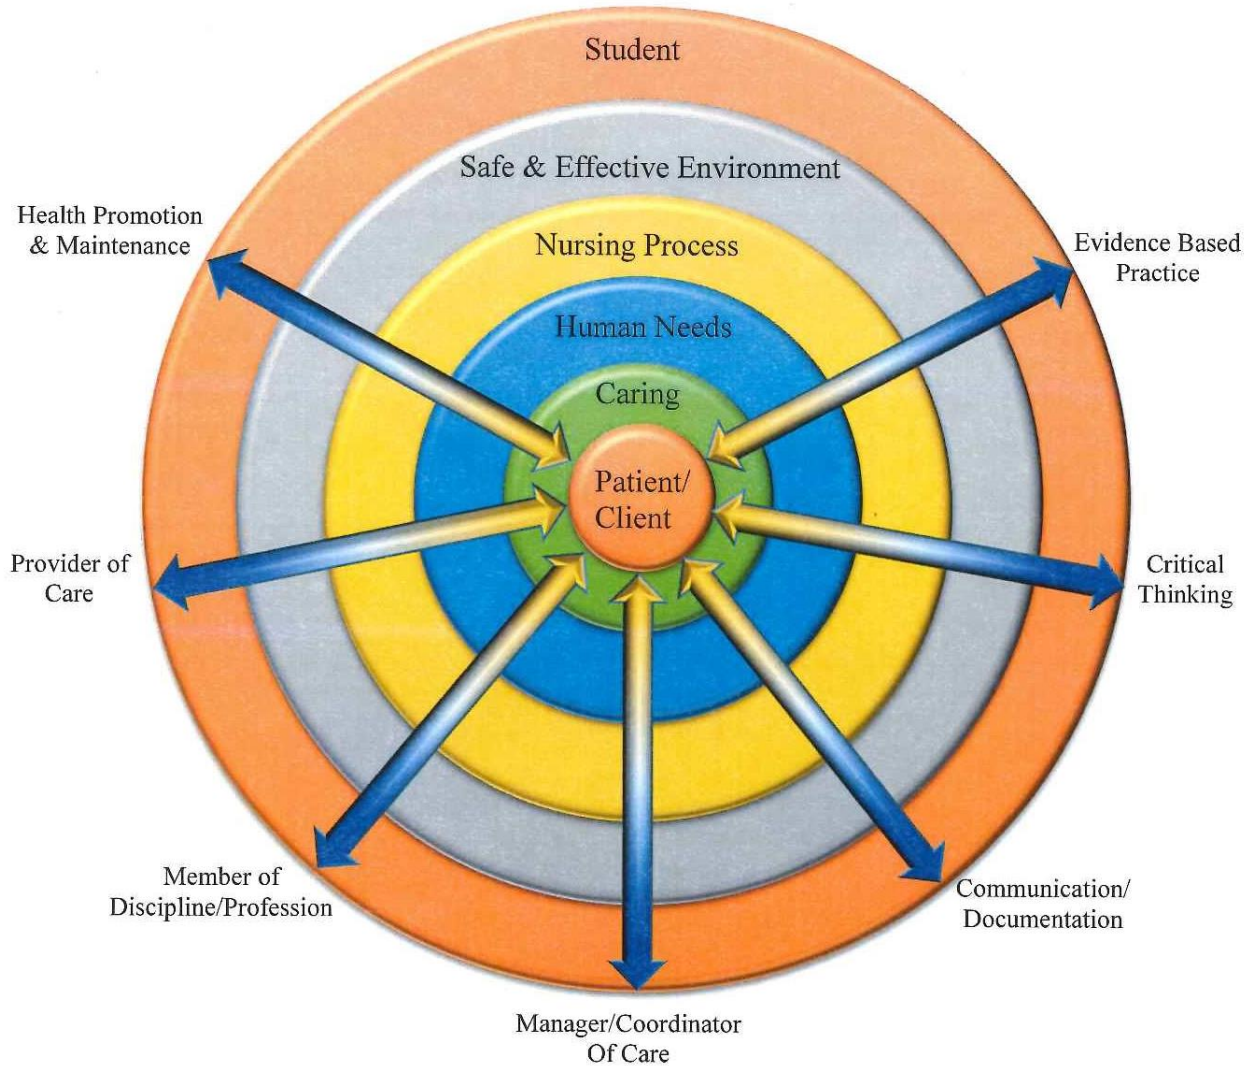 Student
Safe & Effective Environment
Nursing Process
Human Needs
Caring
Patient/
Client
Health Promotion
& Maintenance
Evidence Based
Practice
Provider of
Care
Critical
Thinking
Member of
Discipline/Profession
Communication/
Documentation
Manager/Coordinator
Of Care